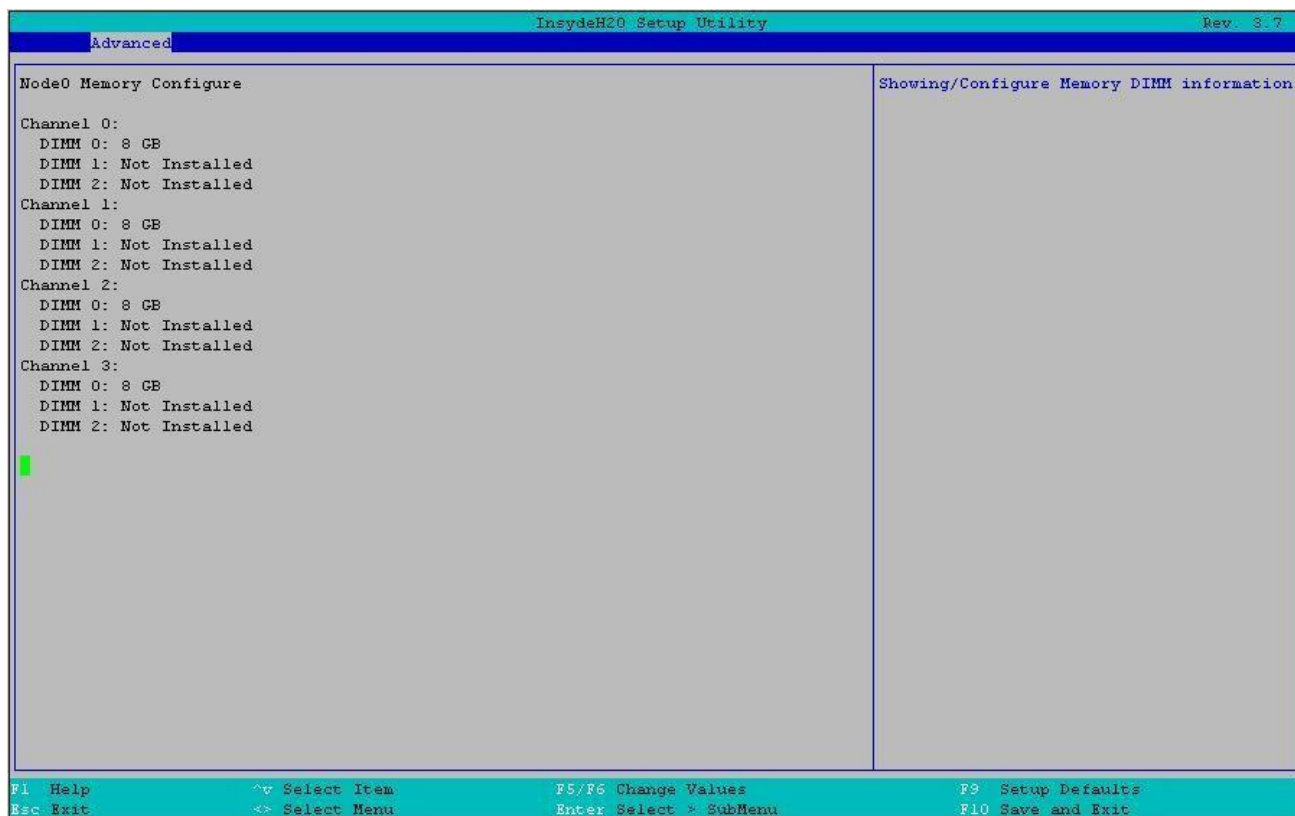 InsydeH20 Setup Utility Rev. 3.7
Advanced
Node0 Memory Configure
Showing/Configure Memory DIMM information
Channel 0:
DIMM 0: 8 GB
DIMM 1: Not Installed
DIMM 2: Not Installed
Channel 1:
DIMM 0: 8 GB
DIMM 1: Not Installed
DIMM 2: Not Installed
Channel 2:
DIMM 0: 8 GB
DIMM 1: Not Installed
DIMM 2: Not Installed
Channel 3:
DIMM 0: 8 GB
DIMM 1: Not Installed
DIMM 2: Not Installed
F1 Help ^v Select Item F5/F6 Change Values F9 Setup Defaults
Esc Exit <> Select Menu Enter Select > SubMenu F10 Save and Exit